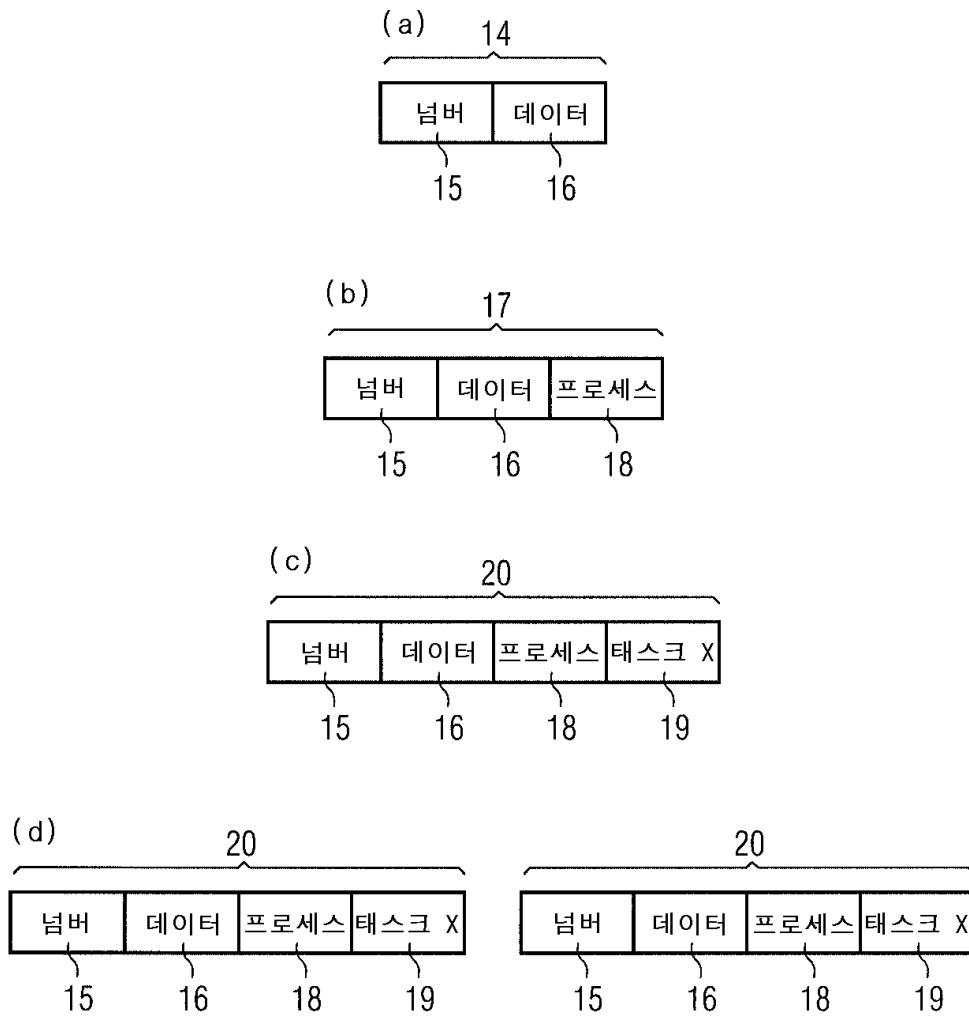 (a)
14
넘버 데이터
15 16
(b)
17
넘버 데이터 프로세스
15 16 18
(c)
20
넘버 데이터 프로세스 태스크 X
15 16 18 19
(d)
20 20
넘버 데이터 프로세스 태스크 X 넘버 데이터 프로세스 태스크 X
15 16 18 19 15 16 18 19